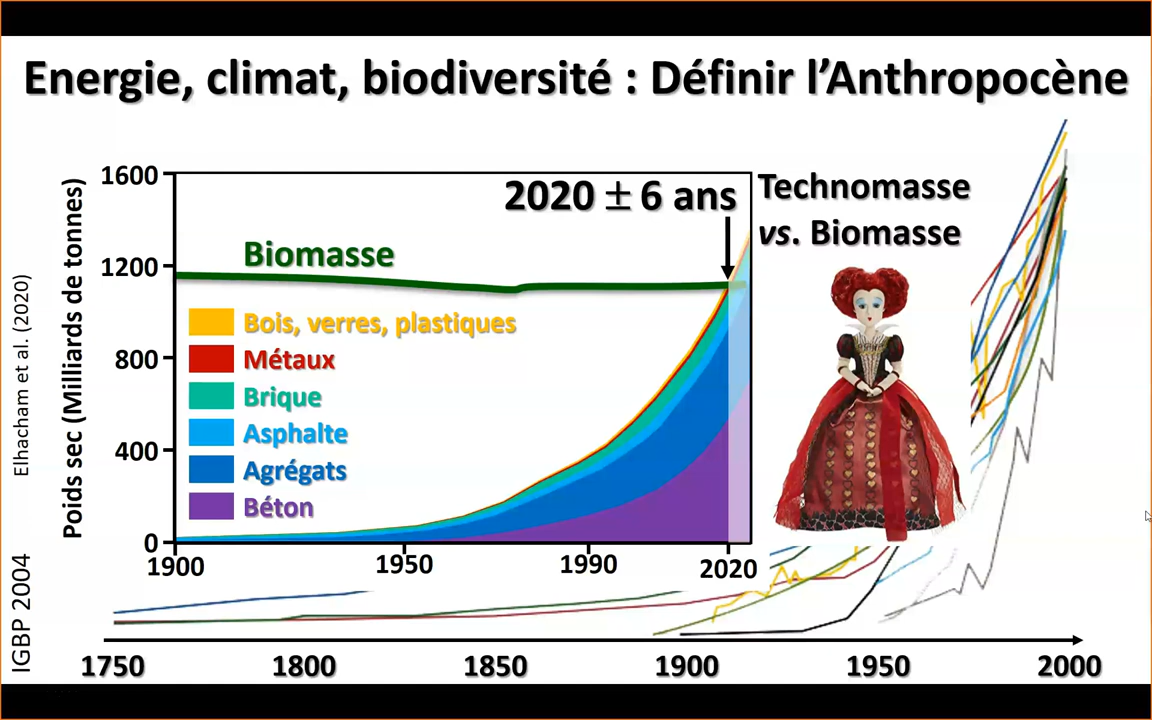 Energie, climat, biodiversité : Définir l'Anthropocène
Poids sec (Milliards de tonnes)
1600
1200
800
400
0
2020 ± 6 ans
Biomasse
Bois, verres, plastiques
Métaux
Brique
Asphalte
Agrégats
Béton
1900
1950
1990
2020
Technomasse
vs. Biomasse
Elhacham et al. (2020)
IGBP 2004
1750
1800
1850
1900
1950
2000